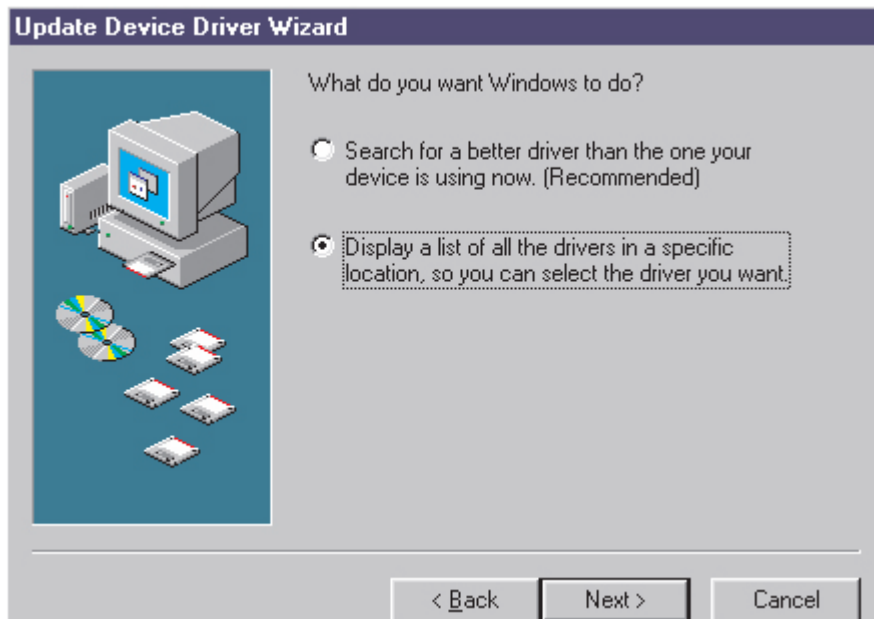 Update Device Driver Wizard
What do you want Windows to do?
Search for a better driver than the one your
device is using now. (Recommended)
Display a list of all the drivers in a specific
location, so you can select the driver you want.
< Back
Next >
Cancel